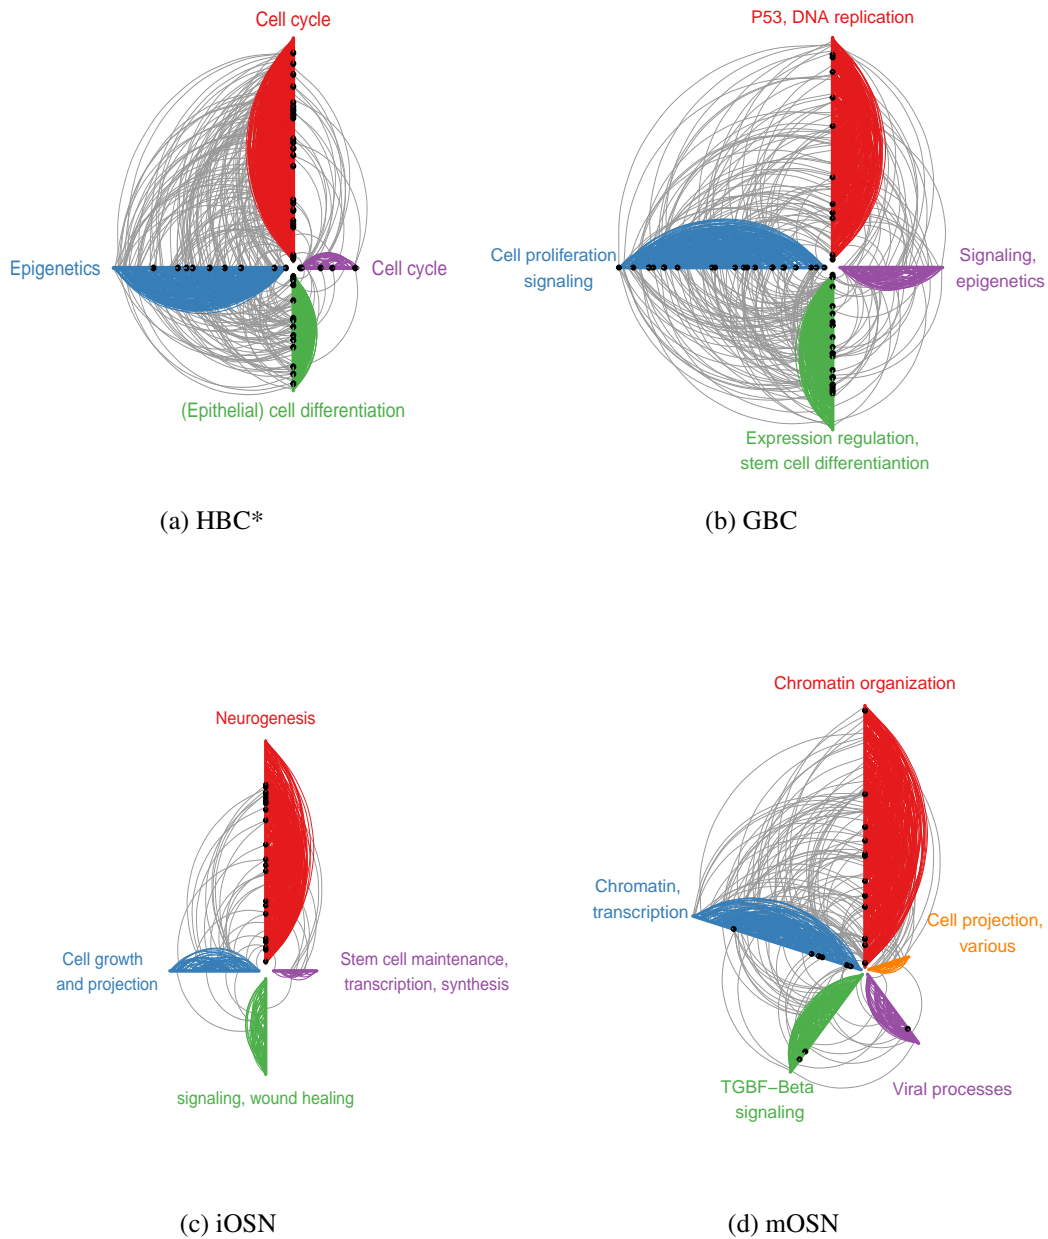 Cell cycle
Epigenetics
Cell cycle
(Epithelial) cell differentiation
(a) HBC*
P53, DNA replication
Cell proliferation
signaling
Signaling,
epigenetics
Expression regulation,
stem cell differentiantion
(b) GBC
Neurogenesis
Cell growth
and projection
Stem cell maintenance,
transcription, synthesis
signaling, wound healing
(c) iOSN
Chromatin organization
Chromatin,
transcription
Cell projection,
various
TGBF−Beta
signaling
Viral processes
(d) mOSN